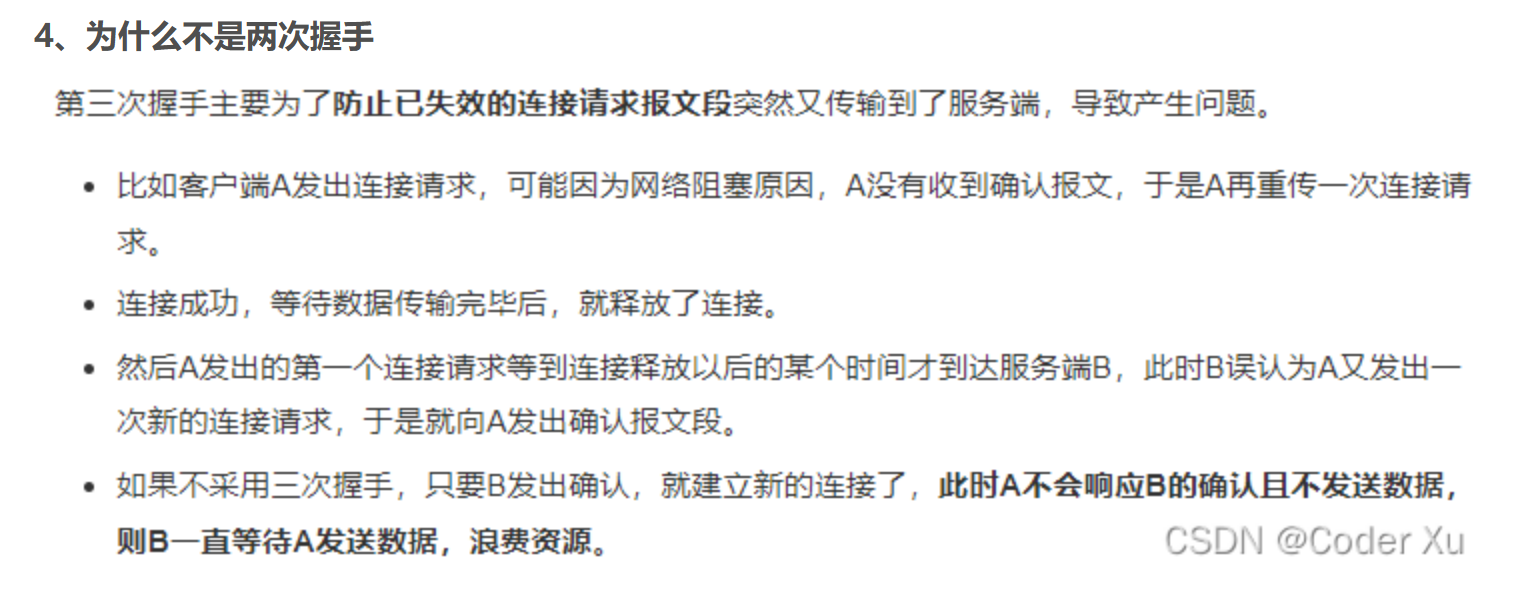 4、为什么不是两次握手
第三次握手主要为了防止已失效的连接请求报文段突然又传输到了服务端，导致产生问题。
• 比如客户端A发出连接请求，可能因为网络阻塞原因，A没有收到确认报文，于是A再重传一次连接请
求。
• 连接成功，等待数据传输完毕后，就释放了连接。
• 然后A发出的第一个连接请求等到连接释放以后的某个时间才到达服务端B，此时B误认为A又发出一
次新的连接请求，于是就向A发出确认报文段。
• 如果不采用三次握手，只要B发出确认，就建立新的连接了，此时A不会响应B的确认且不发送数据，
则B一直等待A发送数据，浪费资源。
CSDN @Coder Xu